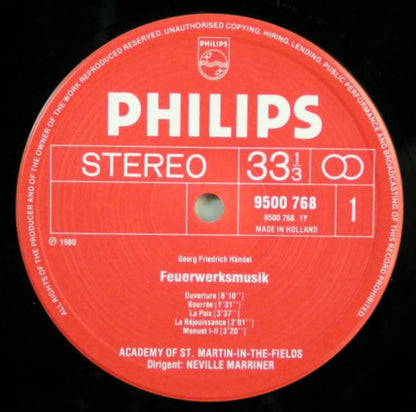 ALL RIGHTS OF THE PRODUCER AND OF THE OWNER OF THE WORK REPRODUCED RESERVED. UNAUTHORISED COPYING, HIRING, LENDING, PUBLIC PERFORMANCE AND BROADCASTING OF THIS RECORD PROHIBITED.
PHILIPS
PHILIPS
STEREO 33 1/3
9500 768 1
9500 768. 1Y
MADE IN HOLLAND
℗ 1980
Georg Friedrich Händel
Feuerwerksmusik
Ouverture [8'10'']
Bourrée [1'31'']
La Paix [3'37'']
La Réjouissance [2'01'']
Menuet I-II [3'20'']
ACADEMY OF ST. MARTIN-IN-THE-FIELDS
Dirigent: NEVILLE MARRINER